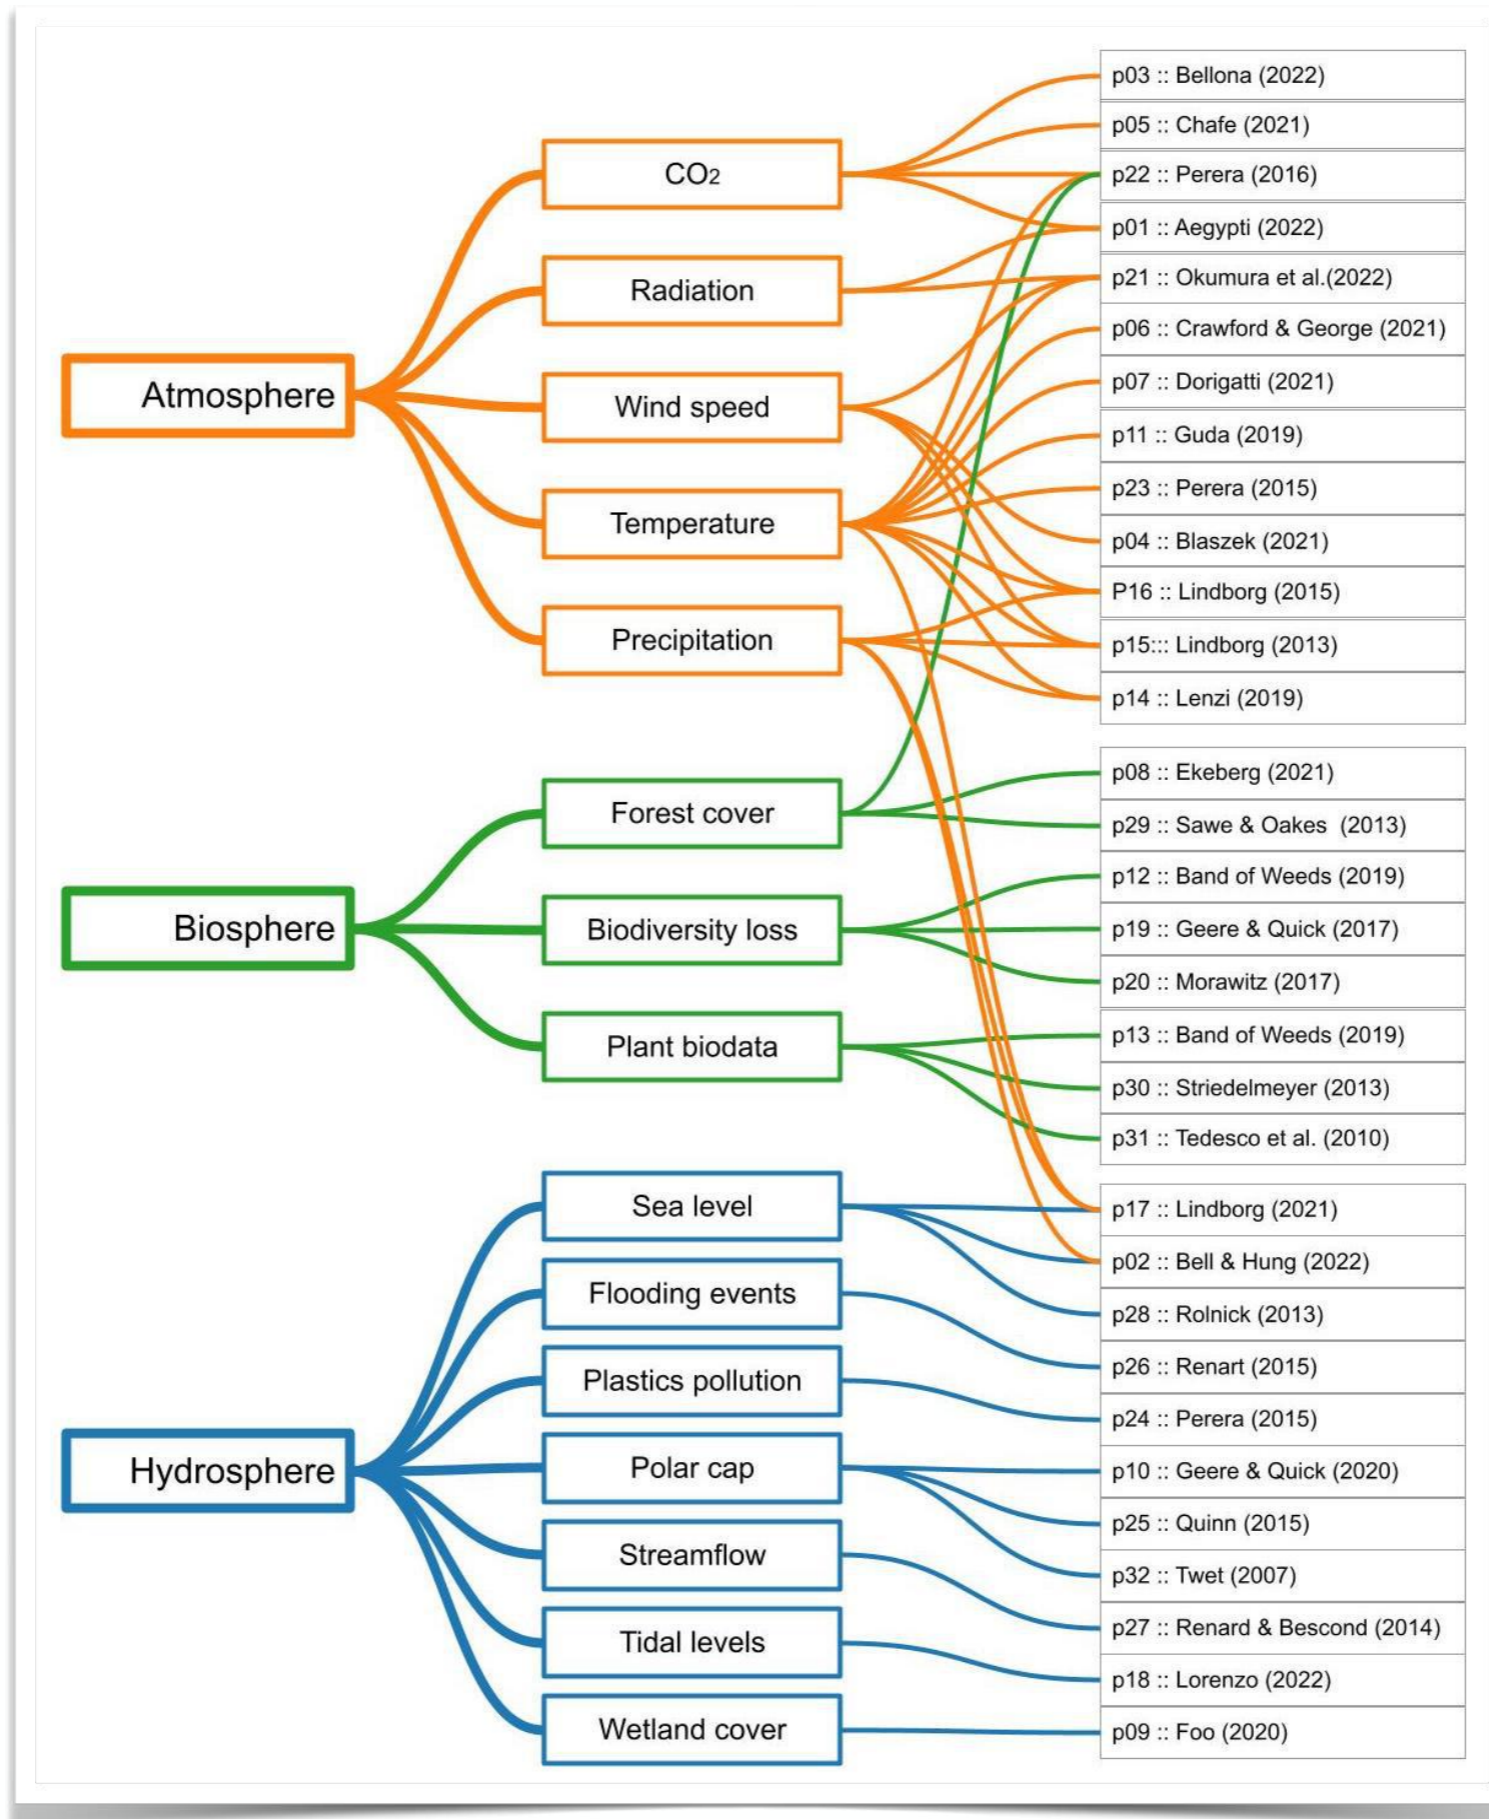 Atmosphere
CO2
Radiation
Wind speed
Temperature
Precipitation
p03 :: Bellona (2022)
p05 :: Chafe (2021)
p22 :: Perera (2016)
p01 :: Aegypti (2022)
p21 :: Okumura et al.(2022)
p06 :: Crawford & George (2021)
p07 :: Dorigatti (2021)
p11 :: Guda (2019)
p23 :: Perera (2015)
p04 :: Blaszek (2021)
P16 :: Lindborg (2015)
p15::: Lindborg (2013)
p14 :: Lenzi (2019)
Biosphere
Forest cover
Biodiversity loss
Plant biodata
p08 :: Ekeberg (2021)
p29 :: Sawe & Oakes (2013)
p12 :: Band of Weeds (2019)
p19 :: Geere & Quick (2017)
p20 :: Morawitz (2017)
p13 :: Band of Weeds (2019)
p30 :: Striedelmeyer (2013)
p31 :: Tedesco et al. (2010)
Hydrosphere
Sea level
Flooding events
Plastics pollution
Polar cap
Streamflow
Tidal levels
Wetland cover
p17 :: Lindborg (2021)
p02 :: Bell & Hung (2022)
p28 :: Rolnick (2013)
p26 :: Renart (2015)
p24 :: Perera (2015)
p10 :: Geere & Quick (2020)
p25 :: Quinn (2015)
p32 :: Twet (2007)
p27 :: Renard & Bescond (2014)
p18 :: Lorenzo (2022)
p09 :: Foo (2020)